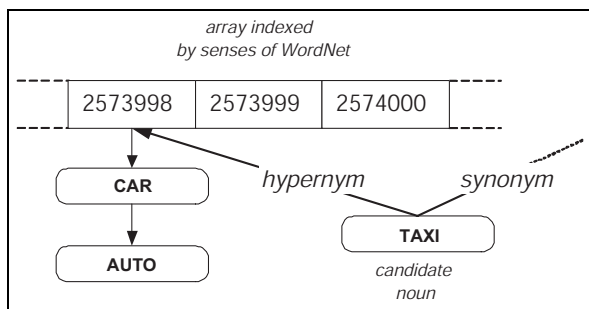 array indexed
by senses of WordNet
2573998 2573999 2574000
CAR hypernym synonym
TAXI
AUTO candidate
noun